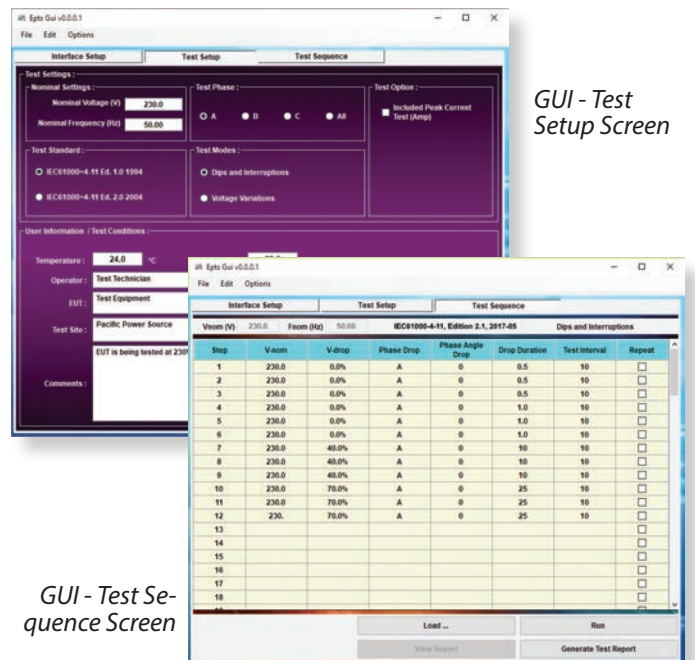 Epts Gui v0.0.0.1
File Edit Options
Interface Setup Test Setup Test Sequence
Test Settings :
Nominal Settings :
Nominal Voltage (V) 230.0
Nominal Frequency (Hz) 50.00
Test Phase :
A B C All
Test Option :
Included Peak Current
Test (Amp)
Test Standard :
IEC61000-4-11 Ed. 1.0 1994
IEC61000-4-11 Ed. 2.0 2004
Test Modes :
Dips and Interruptions
Voltage Variations
User Information / Test Conditions :
Temperature : 24.0 °C
Operator : Test Technician
EUT : Test Equipment
Test Site : Pacific Power Source
EUT is being tested at 230
Comments :
GUI - Test
Setup Screen
Epts Gui v0.0.0.1
File Edit Options
Interface Setup Test Setup Test Sequence
Vnom (V) 230.0 Fnom (Hz) 50.00 IEC61000-4-11, Edition 2.1, 2017-05 Dips and Interruptions
Step V-nom V-drop Phase Drop Phase Angle Drop Drop Duration Test Interval Repeat
1 230.0 0.0% A 0 0.5 10
2 230.0 0.0% A 0 0.5 10
3 230.0 0.0% A 0 0.5 10
4 230.0 0.0% A 0 1.0 10
5 230.0 0.0% A 0 1.0 10
6 230.0 0.0% A 0 1.0 10
7 230.0 40.0% A 0 10 10
8 230.0 40.0% A 0 10 10
9 230.0 40.0% A 0 10 10
10 230.0 70.0% A 0 25 10
11 230.0 70.0% A 0 25 10
12 230. 70.0% A 0 25 10
13
14
15
16
17
18
Load ... Run
View Report Generate Test Report
GUI - Test Se-
quence Screen